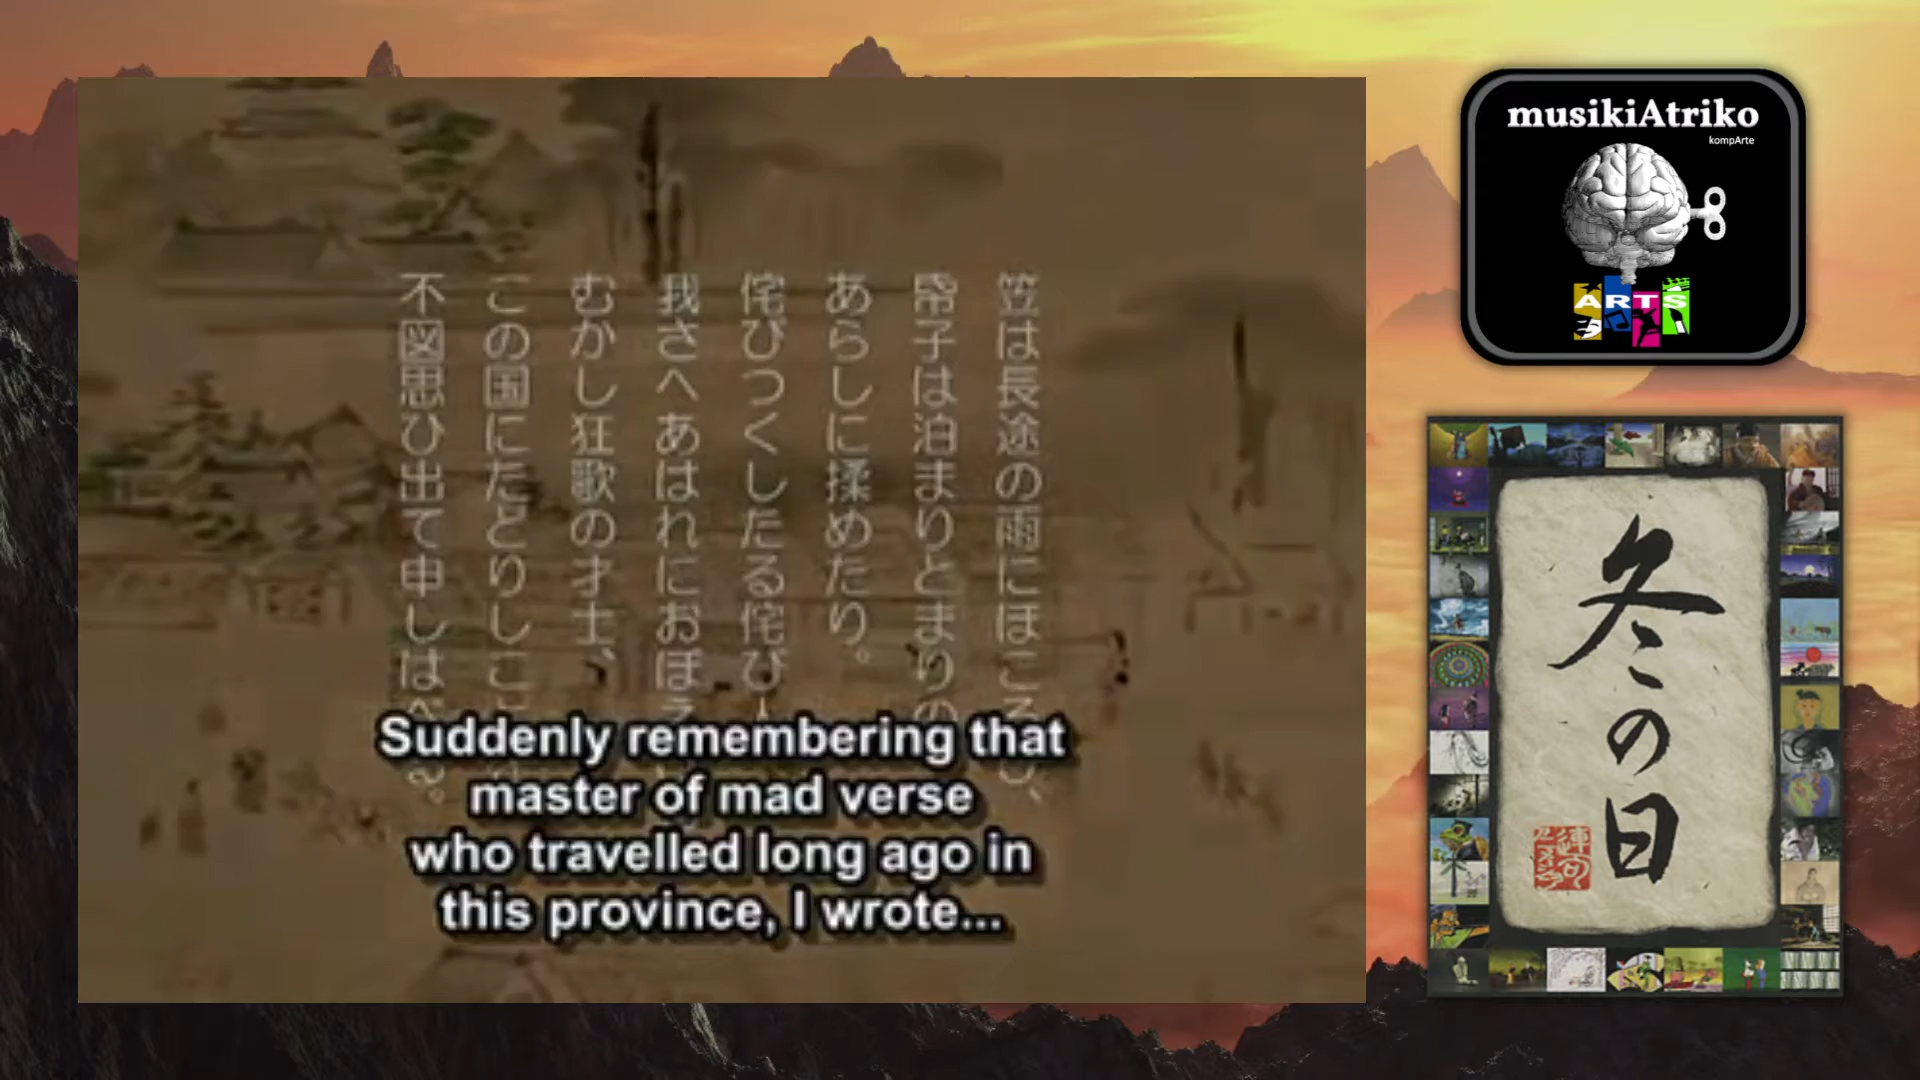 笠は長途の雨にほころび、
帋子は泊まりとまりの
あらしに揉めたり。
侘びつくしたる侘び人
我さへあはれにおぼえ
むかし狂歌の才士、
この国にたどりしこ
不図思ひ出て申しはべ
Suddenly remembering that
master of mad verse
who travelled long ago in
this province, I wrote...
musikiAtriko
kompArte
ARTS
冬の日